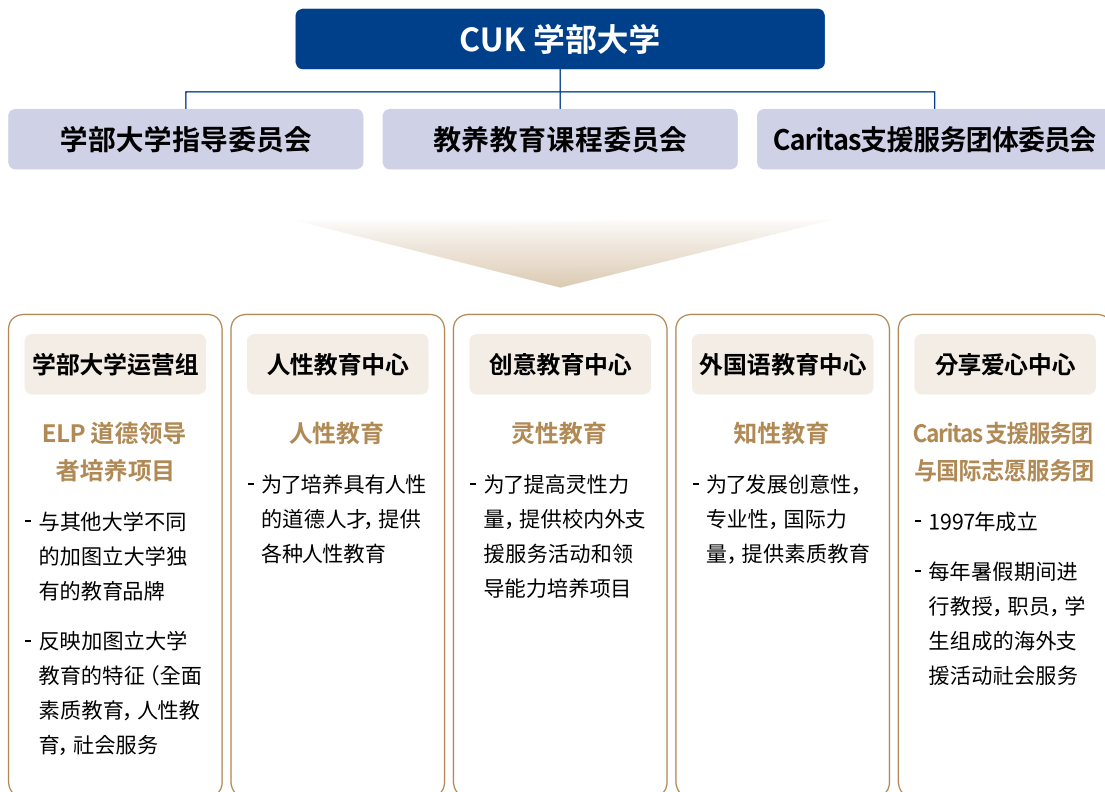 CUK 学部大学
学部大学指导委员会
教养教育课程委员会
Caritas支援服务团体委员会
学部大学运营组
ELP 道德领导
者培养项目
- 与其他大学不同
的加图立大学独
有的教育品牌
- 反映加图立大学
教育的特征（全面
素质教育，人性教
育，社会服务
人性教育中心
人性教育
- 为了培养具有人性
的道德人才，提供
各种人性教育
创意教育中心
灵性教育
- 为了提高灵性力
量，提供校内外支
援服务活动和领
导能力培养项目
外国语教育中心
知性教育
- 为了发展创意性，
专业性，国际力
量，提供素质教育
分享爱心中心
Caritas 支援服务团
与国际志愿服务团
- 1997年成立
- 每年暑假期间进
行教授，职员，学
生组成的海外支
援活动社会服务